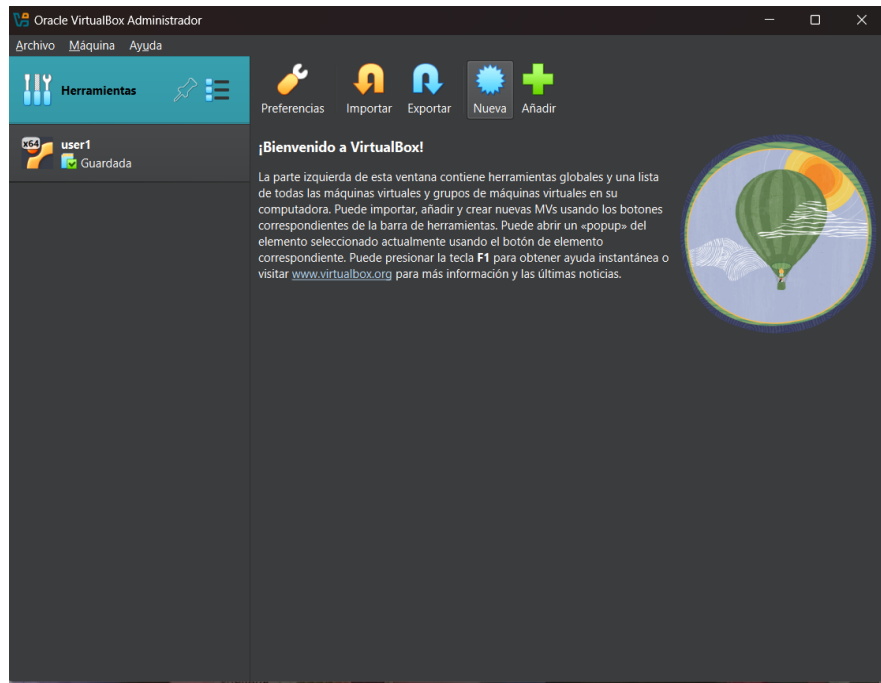 Oracle VirtualBox Administrador
Archivo Máquina Ayuda
Herramientas
Preferencias Importar Exportar Nueva Añadir
x64
user1
Guardada
¡Bienvenido a VirtualBox!
La parte izquierda de esta ventana contiene herramientas globales y una lista
de todas las máquinas virtuales y grupos de máquinas virtuales en su
computadora. Puede importar, añadir y crear nuevas MVs usando los botones
correspondientes de la barra de herramientas. Puede abrir un «popup» del
elemento seleccionado actualmente usando el botón de elemento
correspondiente. Puede presionar la tecla F1 para obtener ayuda instantánea o
visitar www.virtualbox.org para más información y las últimas noticias.